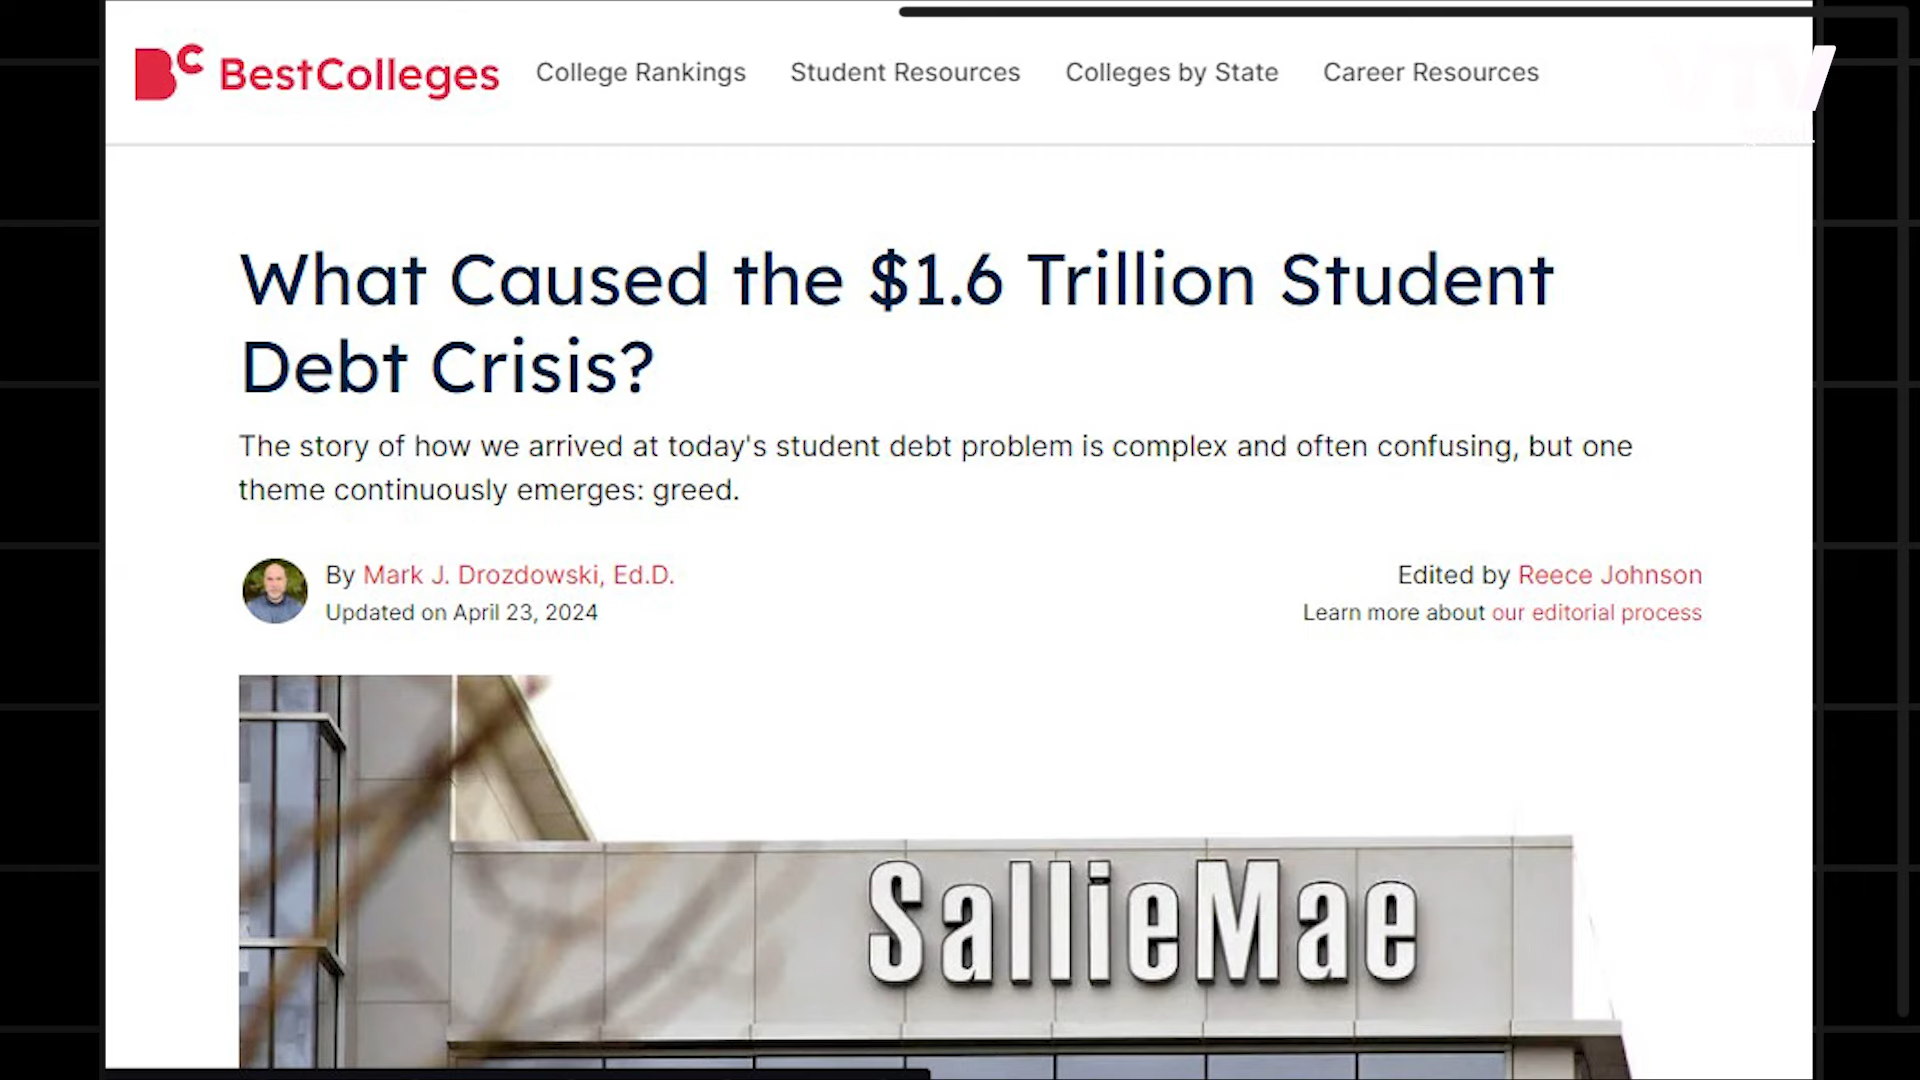 BC BestColleges
College Rankings
Student Resources
Colleges by State
Career Resources
What Caused the $1.6 Trillion Student
Debt Crisis?
The story of how we arrived at today's student debt problem is complex and often confusing, but one
theme continuously emerges: greed.
By Mark J. Drozdowski, Ed.D.
Updated on April 23, 2024
Edited by Reece Johnson
Learn more about our editorial process
SallieMae